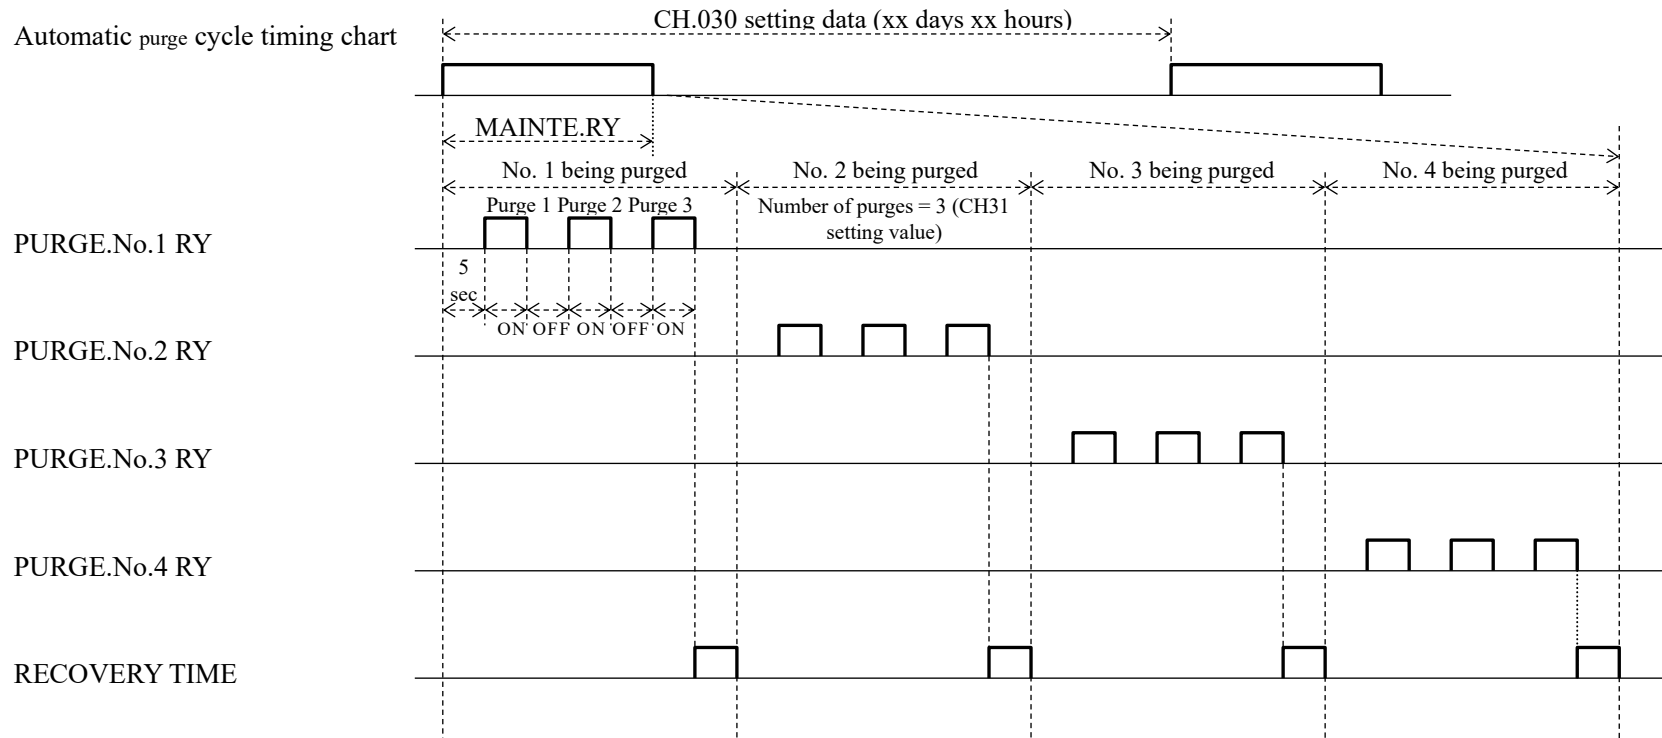 CH.030 setting data (xx days xx hours)
Automatic purge cycle timing chart
MAINTE.RY
No. 1 being purged
No. 2 being purged
No. 3 being purged
No. 4 being purged
Purge 1 Purge 2 Purge 3
Number of purges = 3 (CH31
setting value)
PURGE.No.1 RY
5
sec
ON OFF ON OFF ON
PURGE.No.2 RY
PURGE.No.3 RY
PURGE.No.4 RY
RECOVERY TIME